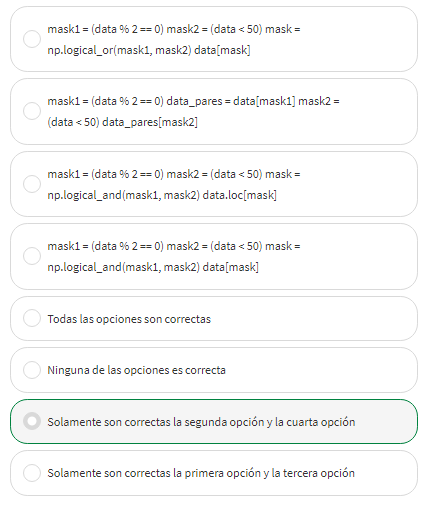 mask1 = (data % 2 == 0) mask2 = (data < 50) mask =
np.logical_or(mask1, mask2) data[mask]
mask1 = (data % 2 == 0) data_pares = data[mask1] mask2 =
(data < 50) data_pares[mask2]
mask1 = (data % 2 == 0) mask2 = (data < 50) mask =
np.logical_and(mask1, mask2) data.loc[mask]
mask1 = (data % 2 == 0) mask2 = (data < 50) mask =
np.logical_and(mask1, mask2) data[mask]
Todas las opciones son correctas
Ninguna de las opciones es correcta
Solamente son correctas la segunda opción y la cuarta opción
Solamente son correctas la primera opción y la tercera opción